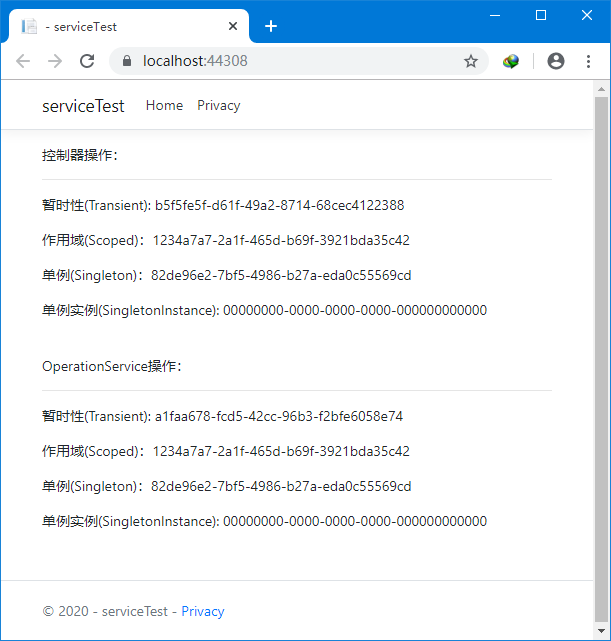 - serviceTest
localhost:44308
serviceTest Home Privacy
控制器操作：
暂时性(Transient): b5f5fe5f-d61f-49a2-8714-68cec4122388
作用域(Scoped)：1234a7a7-2a1f-465d-b69f-3921bda35c42
单例(Singleton)：82de96e2-7bf5-4986-b27a-eda0c55569cd
单例实例(SingletonInstance): 00000000-0000-0000-0000-000000000000
OperationService操作：
暂时性(Transient): a1faa678-fcd5-42cc-96b3-f2bfe6058e74
作用域(Scoped)：1234a7a7-2a1f-465d-b69f-3921bda35c42
单例(Singleton)：82de96e2-7bf5-4986-b27a-eda0c55569cd
单例实例(SingletonInstance): 00000000-0000-0000-0000-000000000000
© 2020 - serviceTest - Privacy